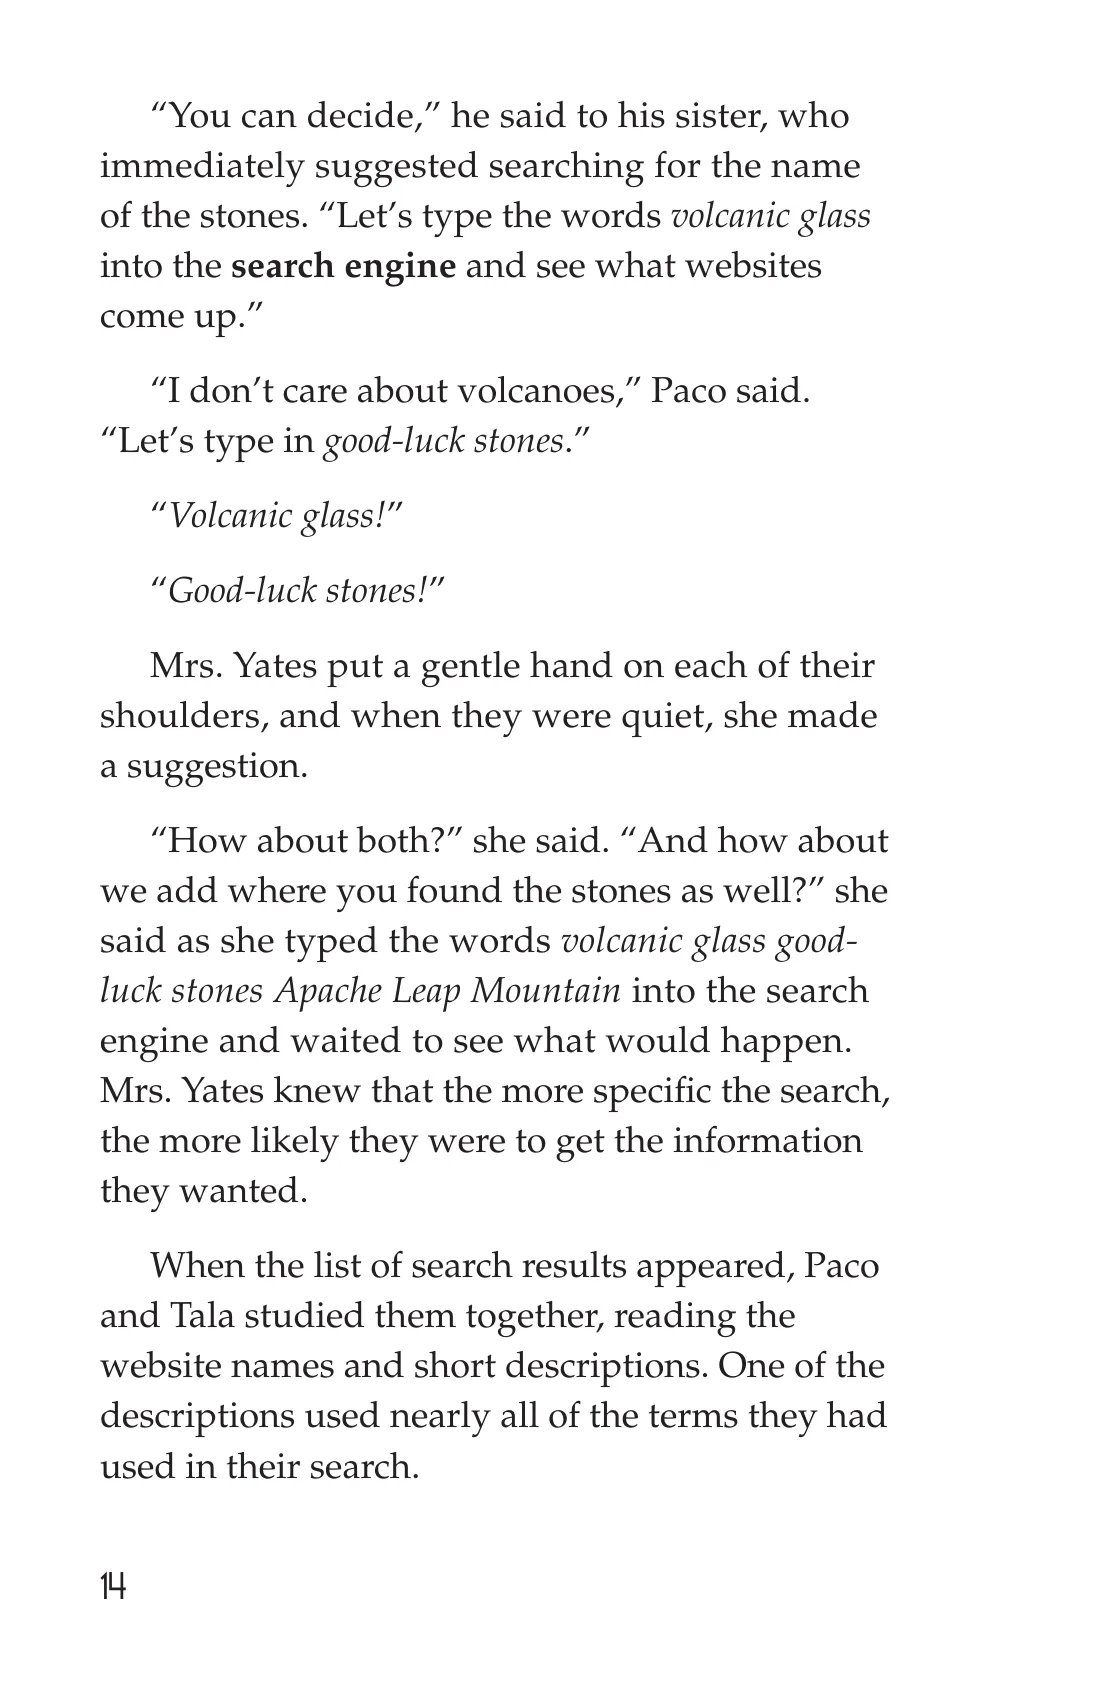 “You can decide,” he said to his sister, who
immediately suggested searching for the name
of the stones. “Let’s type the words volcanic glass
into the search engine and see what websites
come up.”
“I don’t care about volcanoes,” Paco said.
“Let’s type in good-luck stones.”
“Volcanic glass!”
“Good-luck stones!”
Mrs. Yates put a gentle hand on each of their
shoulders, and when they were quiet, she made
a suggestion.
“How about both?” she said. “And how about
we add where you found the stones as well?” she
said as she typed the words volcanic glass good-
luck stones Apache Leap Mountain into the search
engine and waited to see what would happen.
Mrs. Yates knew that the more specific the search,
the more likely they were to get the information
they wanted.
When the list of search results appeared, Paco
and Tala studied them together, reading the
website names and short descriptions. One of the
descriptions used nearly all of the terms they had
used in their search.
14